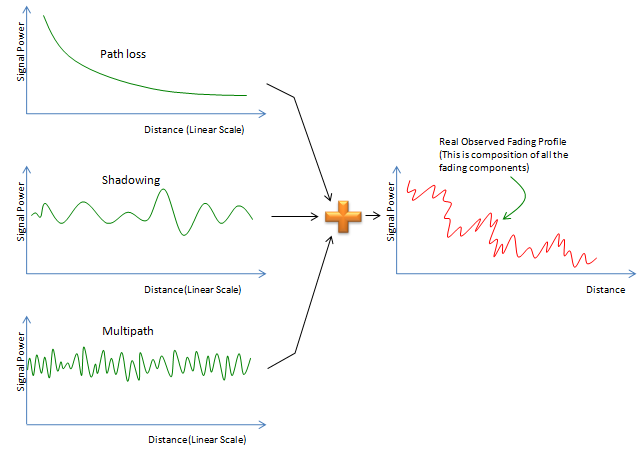 Signal Power
Path loss
Distance (Linear Scale)
Signal Power
Shadowing
Distance(Linear Scale)
Signal Power
Multipath
Distance(Linear Scale)
Real Observed Fading Profile
(This is composition of all the
fading components)
Signal Power
Distance